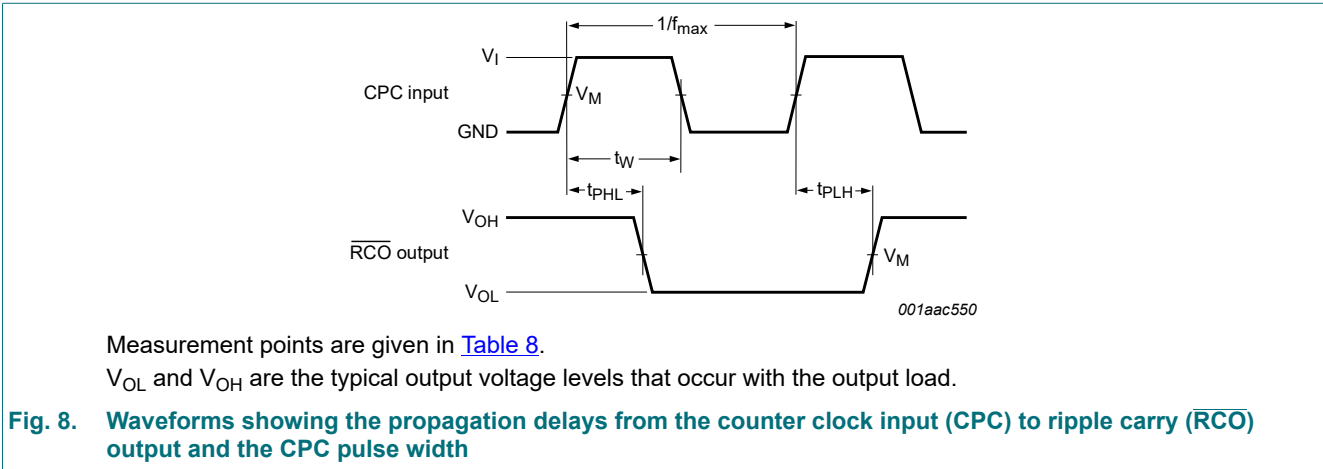 1/fmax
VI
CPC input
VM
GND
tW
tPHL
tPLH
VOH
RCO output
VM
VOL
001aac550
Measurement points are given in Table 8.
VOL and VOH are the typical output voltage levels that occur with the output load.
Fig. 8. Waveforms showing the propagation delays from the counter clock input (CPC) to ripple carry (RCO)
output and the CPC pulse width